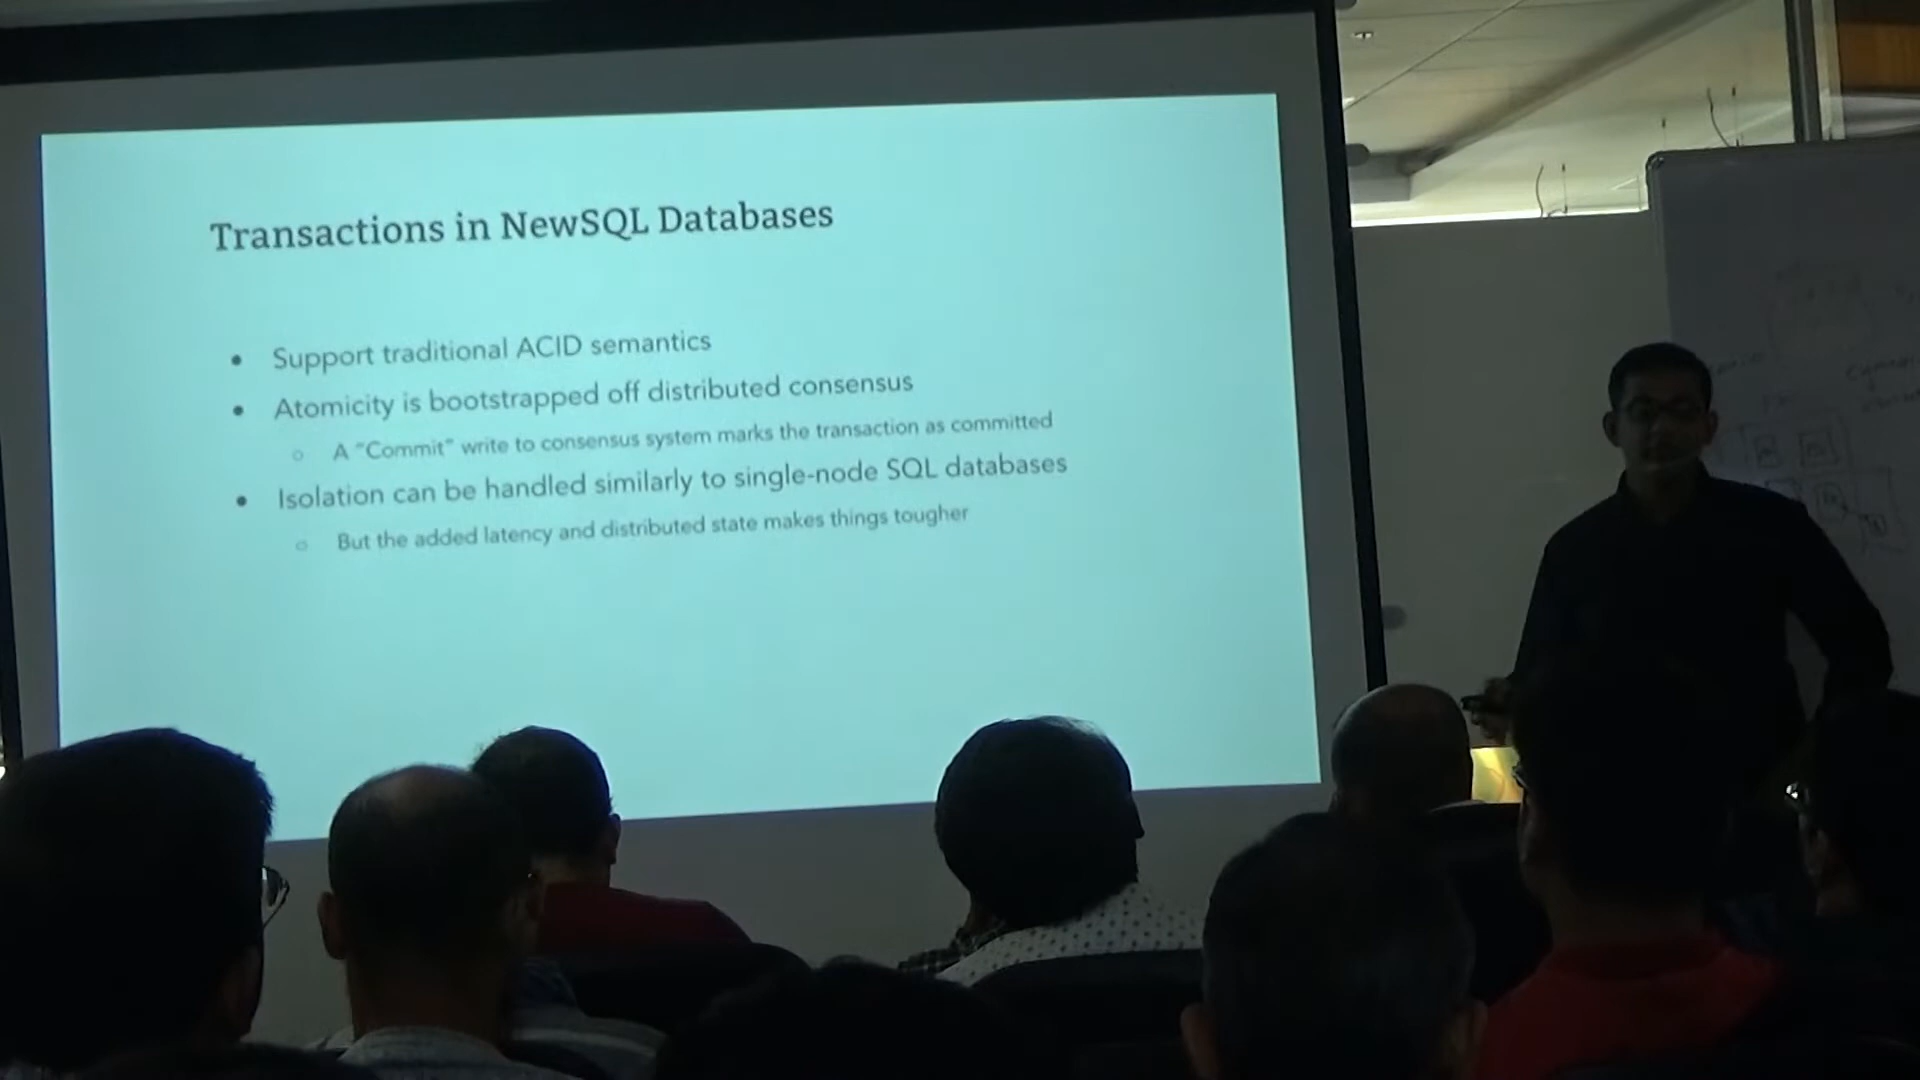 Transactions in NewSQL Databases
● Support traditional ACID semantics
● Atomicity is bootstrapped off distributed consensus
○ A “Commit” write to consensus system marks the transaction as committed
● Isolation can be handled similarly to single-node SQL databases
○ But the added latency and distributed state makes things tougher